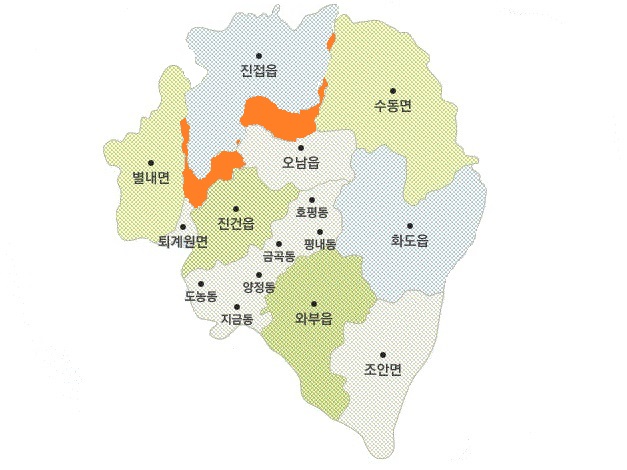 진접읍
수동면
오남읍
별내면
호평동
진건읍
화도읍
퇴계원면
평내동
금곡동
양정동
도농동
지금동
와부읍
조안면